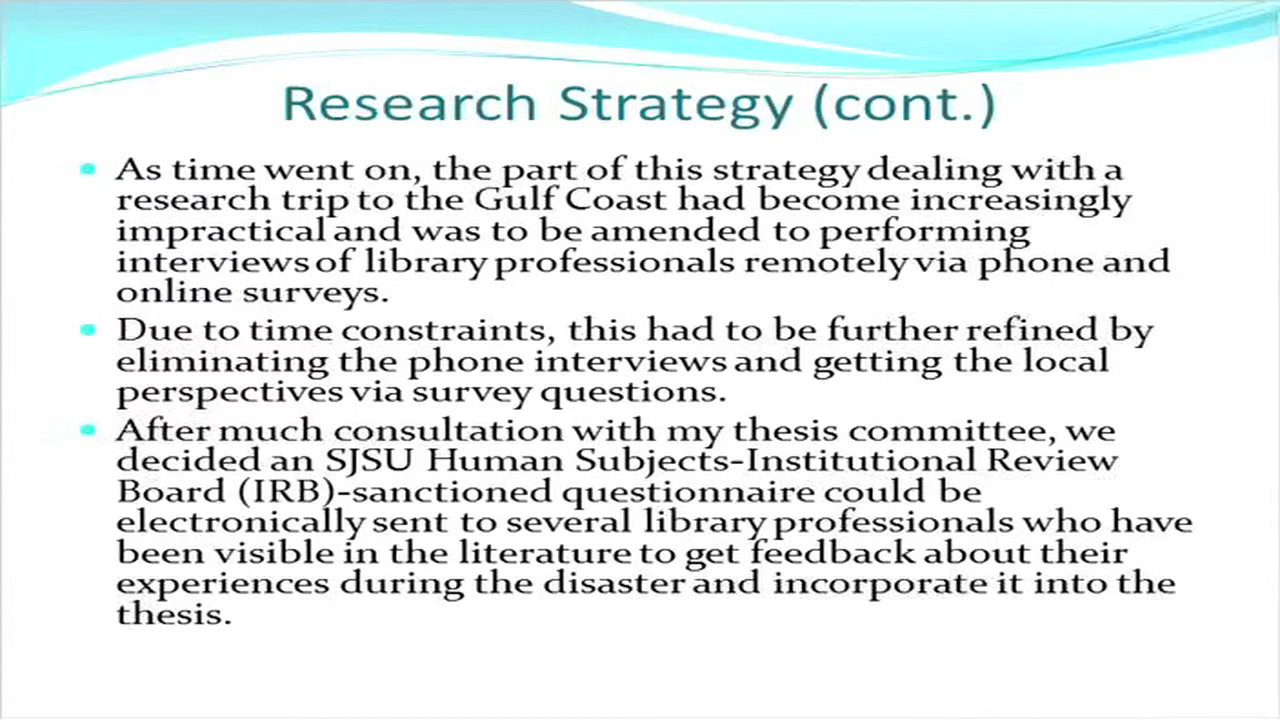 Research Strategy (cont.)
• As time went on, the part of this strategy dealing with a
research trip to the Gulf Coast had become increasingly
impractical and was to be amended to performing
interviews of library professionals remotely via phone and
online surveys.
• Due to time constraints, this had to be further refined by
eliminating the phone interviews and getting the local
perspectives via survey questions.
• After much consultation with my thesis committee, we
decided an SJSU Human Subjects-Institutional Review
Board (IRB)-sanctioned questionnaire could be
electronically sent to several library professionals who have
been visible in the literature to get feedback about their
experiences during the disaster and incorporate it into the
thesis.